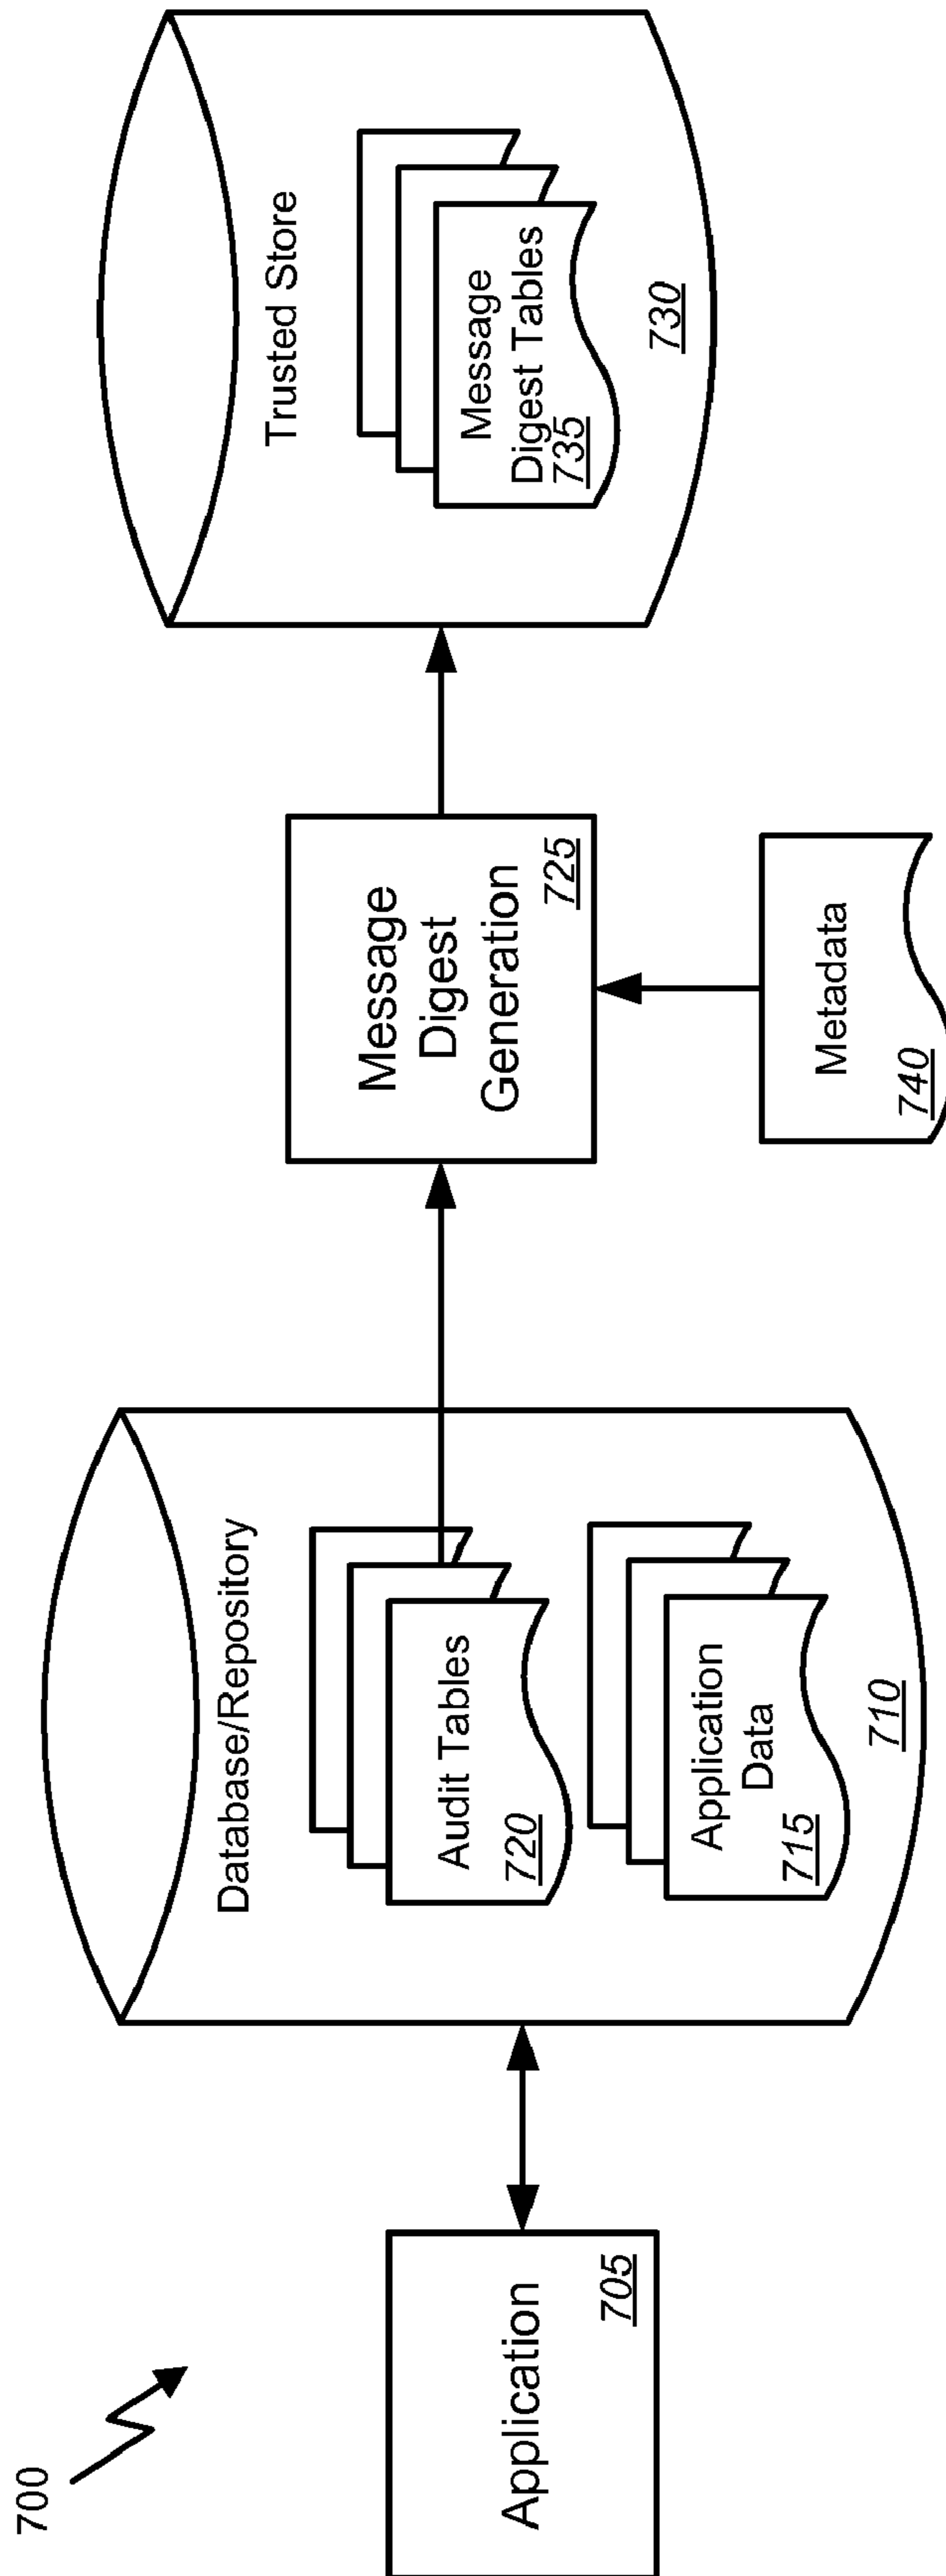 700
Application
705
Database/Repository
Audit Tables
720
Application
Data
715
710
Message
Digest
Generation
725
Metadata
740
Trusted Store
Message
Digest Tables
735
730